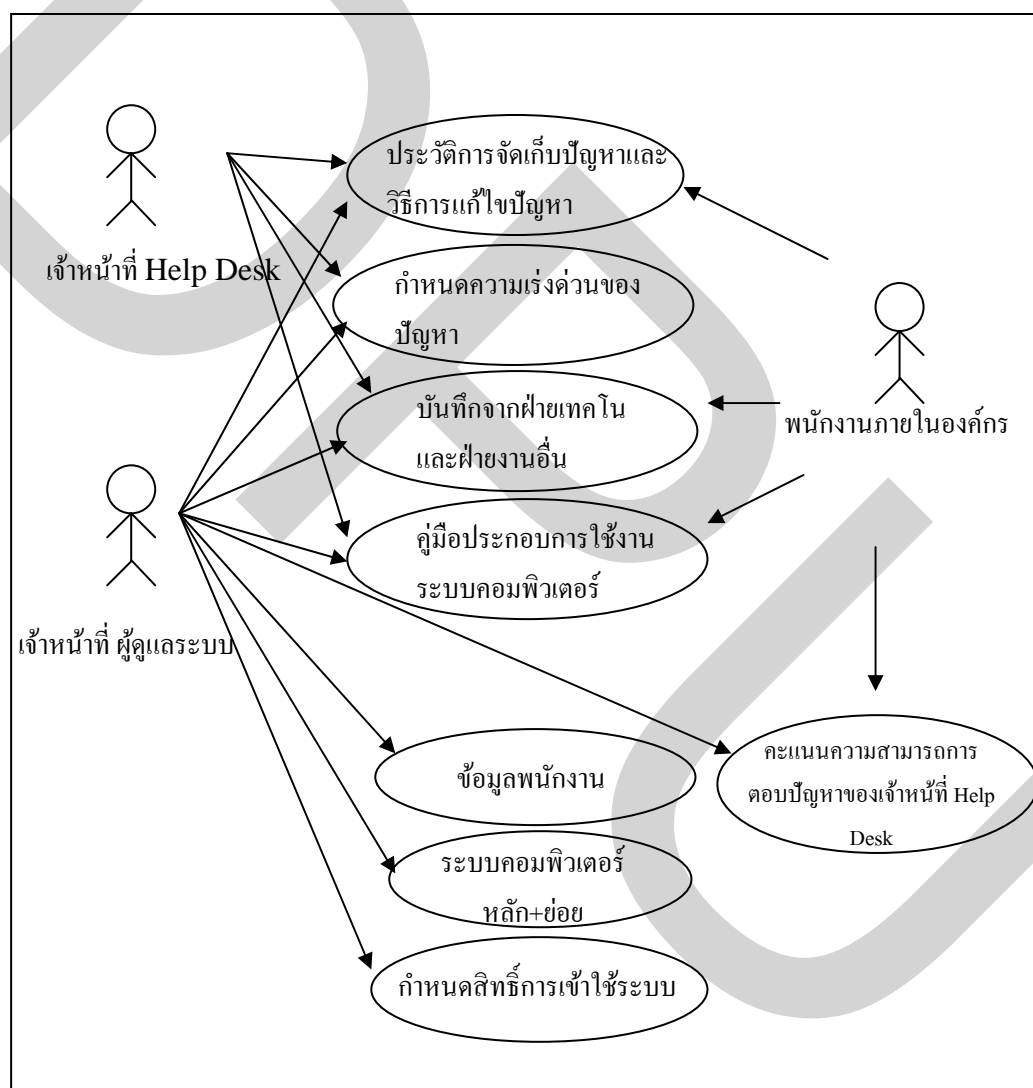 ประวัติการจัดเก็บปัญหาและ
วิธีการแก้ไขปัญหา
เจ้าหน้าที่ Help Desk
กำหนดความเร่งด่วนของ
ปัญหา
บันทึกจากฝ่ายเทคโน
และฝ่ายงานอื่น
พนักงานภายในองค์กร
คู่มือประกอบการใช้งาน
ระบบคอมพิวเตอร์
เจ้าหน้าที่ ผู้ดูแลระบบ
คะแนนความสามารถการ
ตอบปัญหาของเจ้าหน้ที่ Help
Desk
ข้อมูลพนักงาน
ระบบคอมพิวเตอร์
หลัก+ย่อย
กำหนดสิทธิ์การเข้าใช้ระบบ
DPU